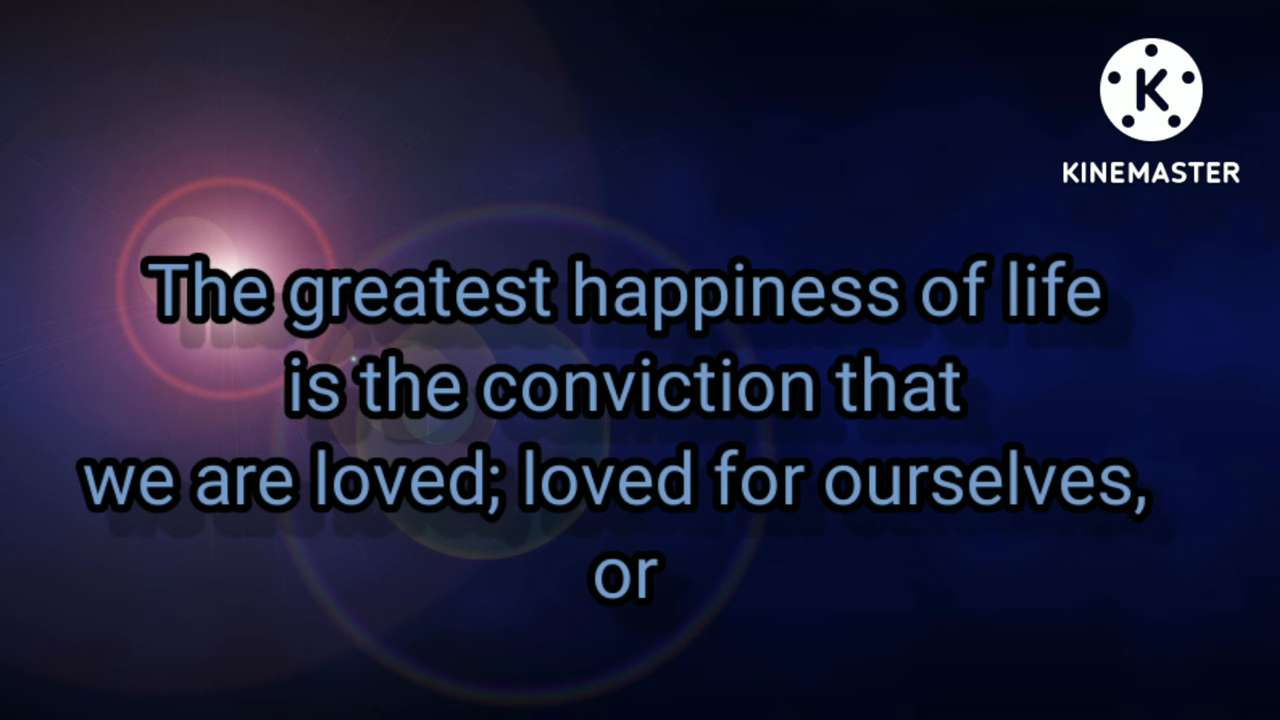 K
KINEMASTER
The greatest happiness of life
is the conviction that
we are loved; loved for ourselves,
or